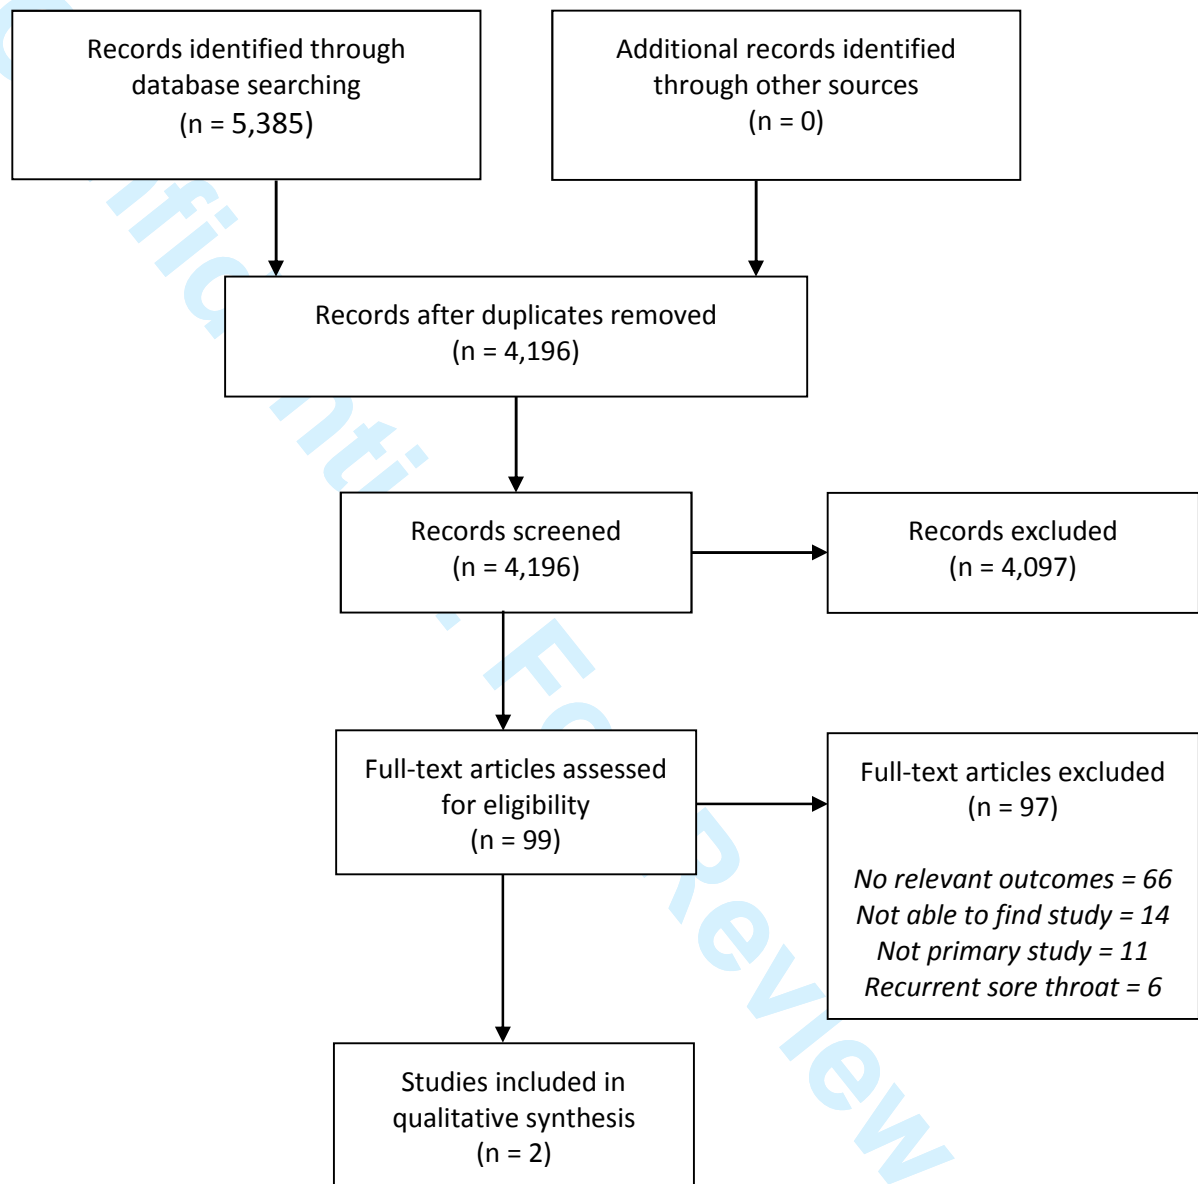 Records identified through
database searching
(n = 5,385)
Additional records identified
through other sources
(n = 0)
Records after duplicates removed
(n = 4,196)
Records screened
(n = 4,196)
Records excluded
(n = 4,097)
Full-text articles assessed
for eligibility
(n = 99)
Full-text articles excluded
(n = 97)
No relevant outcomes = 66
Not able to find study = 14
Not primary study = 11
Recurrent sore throat = 6
Studies included in
qualitative synthesis
(n = 2)